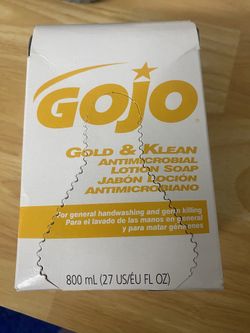 GOJO
GOLD & KLEAN
ANTIMICROBIAL
LOTION SOAP
JABÓN LOCIÓN
ANTIMICROBIANO
For general handwashing and germ killing
Para el lavado de las manos en general
y para matar gérmenes
800 mL (27 US/ÉU FL OZ)